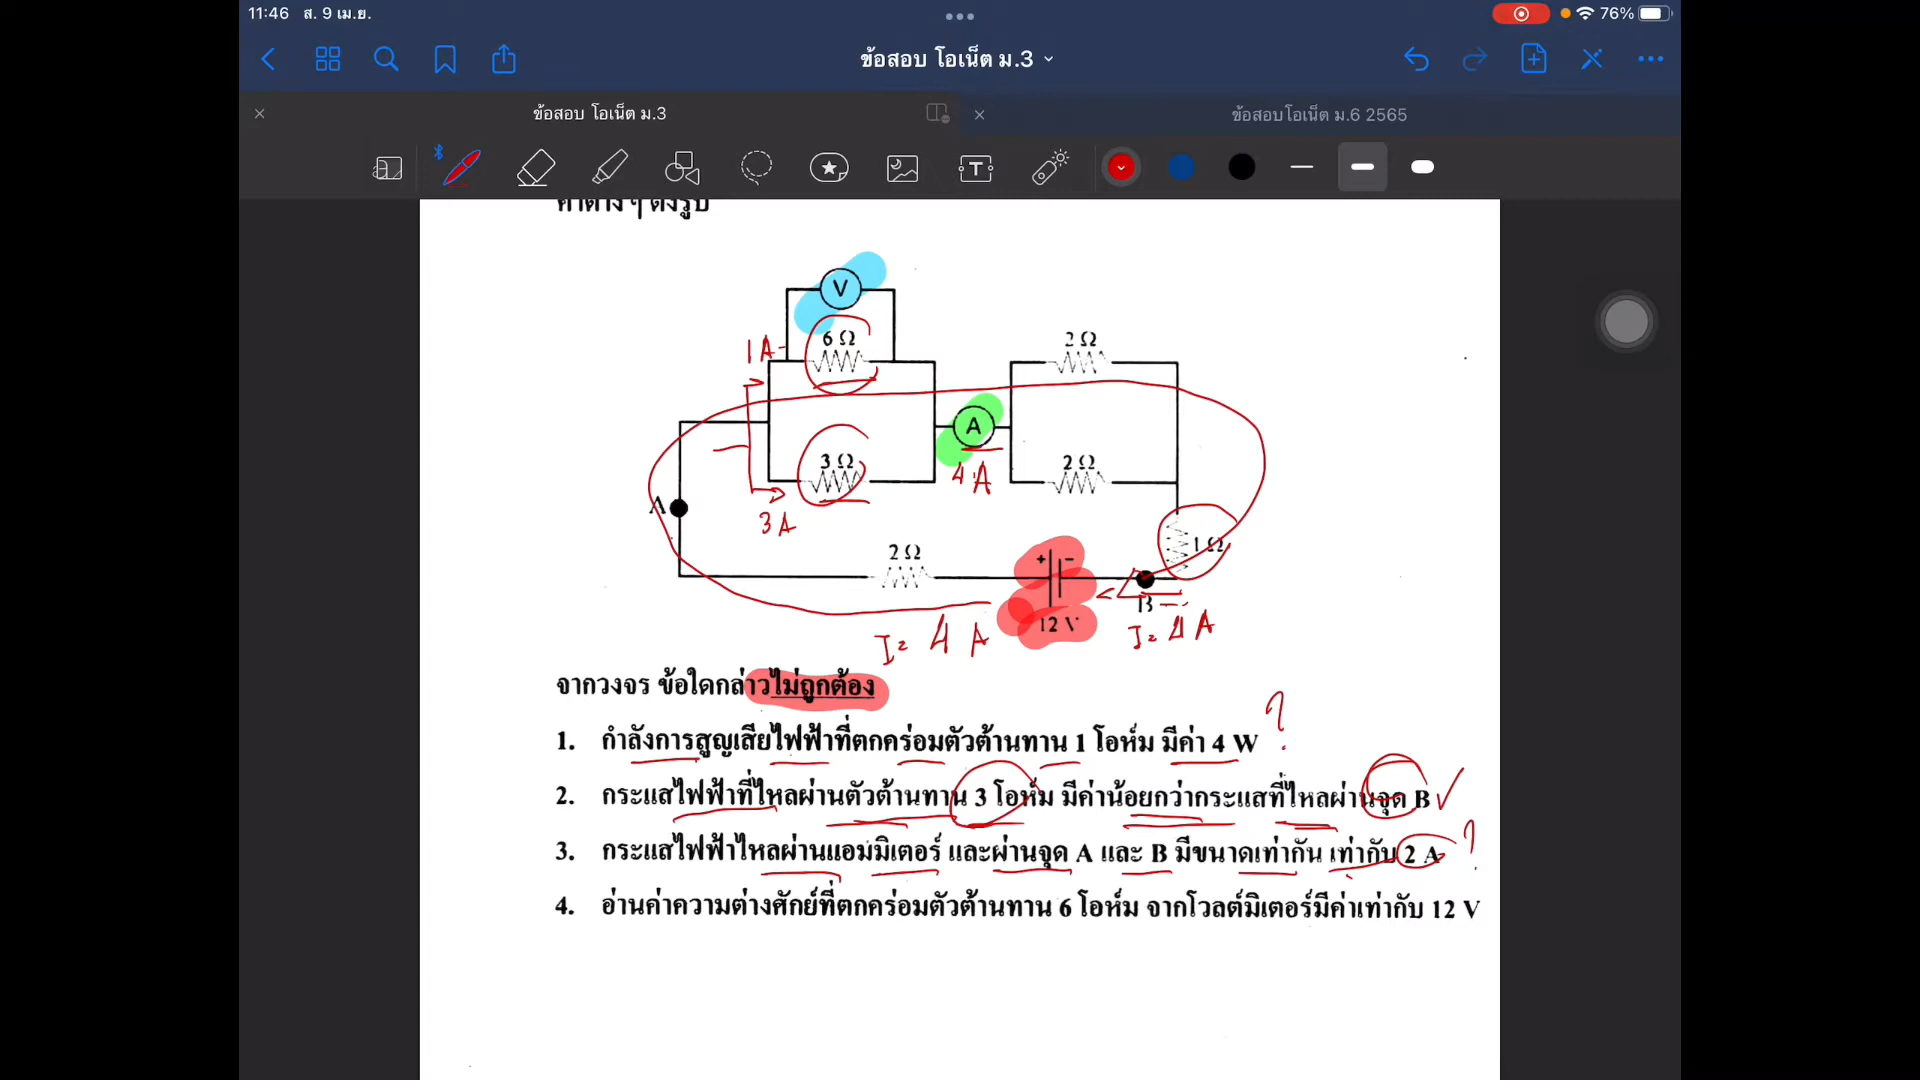 11:46 ส. 9 เม.ย.
76%
ข้อสอบ โอเน็ต ม.3
ข้อสอบ โอเน็ต ม.3
ข้อสอบโอเน็ต ม.6 2565
ค่าต่าง ๆ ดังรูป
V
6 Ω
2 Ω
1A
A
3 Ω
2 Ω
4A
A
3 A
1 Ω
2 Ω
+ −
B
12 V
I= 4 A
I= 4 A
จากวงจร ข้อใดกล่าวไม่ถูกต้อง
1. กำลังการสูญเสียไฟฟ้าที่ตกคร่อมตัวต้านทาน 1 โอห์ม มีค่า 4 W ?
2. กระแสไฟฟ้าที่ไหลผ่านตัวต้านทาน 3 โอห์ม มีค่าน้อยกว่ากระแสที่ไหลผ่านจุด B ✓
3. กระแสไฟฟ้าไหลผ่านแอมมิเตอร์ และผ่านจุด A และ B มีขนาดเท่ากัน เท่ากับ 2 A ?
4. อ่านค่าความต่างศักย์ที่ตกคร่อมตัวต้านทาน 6 โอห์ม จากโวลต์มิเตอร์มีค่าเท่ากับ 12 V